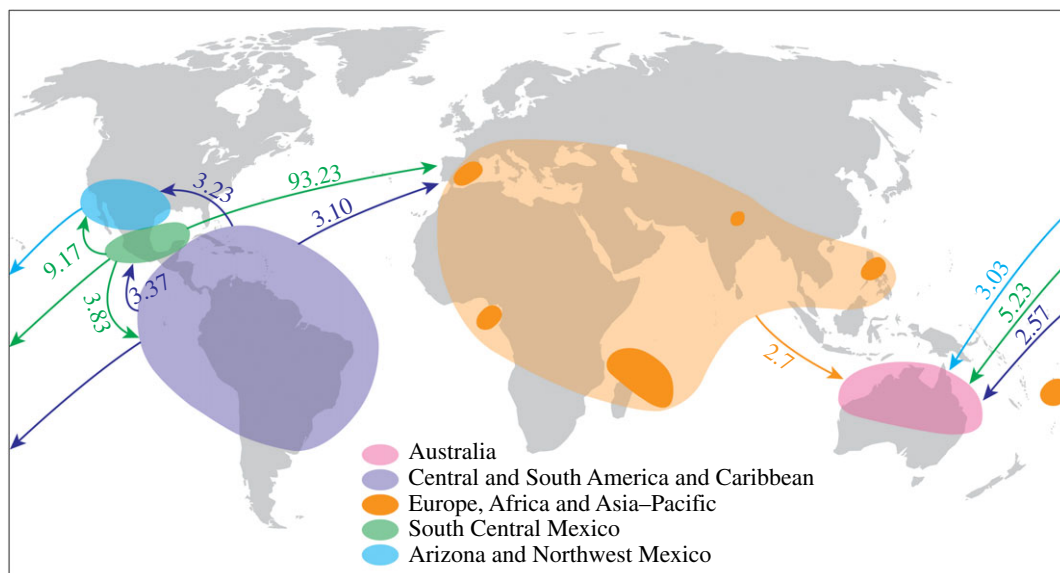 3.23
93.23
3.10
9.17
3.37
3.83
3.03
5.23
2.57
2.7
Australia
Central and South America and Caribbean
Europe, Africa and Asia–Pacific
South Central Mexico
Arizona and Northwest Mexico